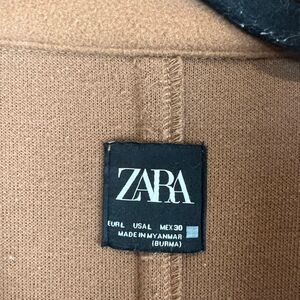 ZARA
EUR L USA L MEX 30
MADE IN MYANMAR
(BURMA)